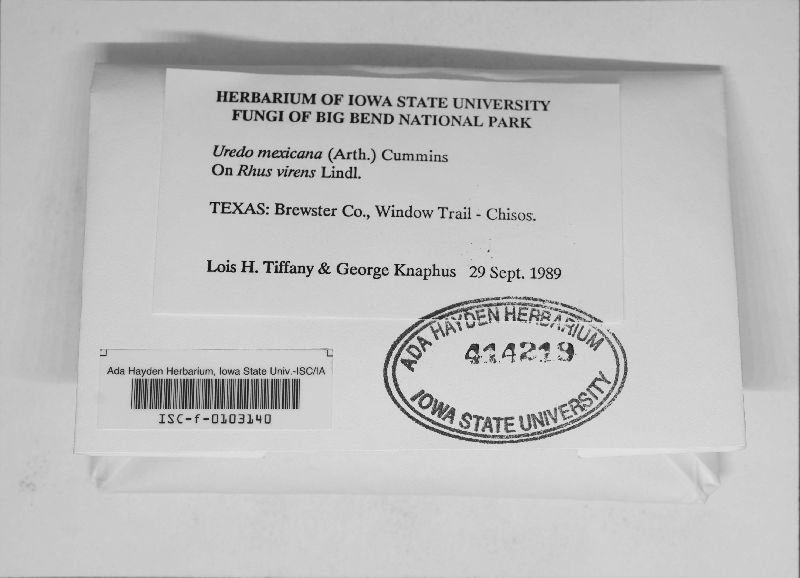 HERBARIUM OF IOWA STATE UNIVERSITY
FUNGI OF BIG BEND NATIONAL PARK
Uredo mexicana (Arth.) Cummins
On Rhus virens Lindl.
TEXAS: Brewster Co., Window Trail - Chisos.
Lois H. Tiffany & George Knaphus 29 Sept. 1989
ADA HAYDEN HERBARIUM
414219
IOWA STATE UNIVERSITY
Ada Hayden Herbarium, Iowa State Univ.-ISC/IA
ISC-f-0103140